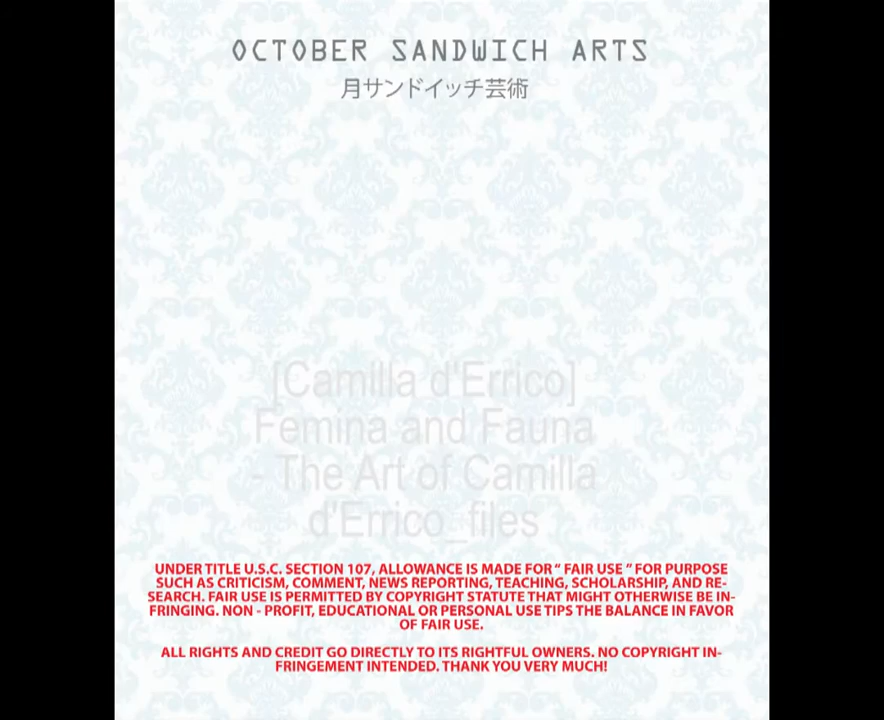 OCTOBER SANDWICH ARTS
月サンドイッチ芸術
[Camilla d'Errico]
Femina and Fauna
- The Art of Camilla
d'Errico_files
UNDER TITLE U.S.C. SECTION 107, ALLOWANCE IS MADE FOR “ FAIR USE ” FOR PURPOSE
SUCH AS CRITICISM, COMMENT, NEWS REPORTING, TEACHING, SCHOLARSHIP, AND RE-
SEARCH. FAIR USE IS PERMITTED BY COPYRIGHT STATUTE THAT MIGHT OTHERWISE BE IN-
FRINGING. NON - PROFIT, EDUCATIONAL OR PERSONAL USE TIPS THE BALANCE IN FAVOR
OF FAIR USE.
ALL RIGHTS AND CREDIT GO DIRECTLY TO ITS RIGHTFUL OWNERS. NO COPYRIGHT IN-
FRINGEMENT INTENDED. THANK YOU VERY MUCH!